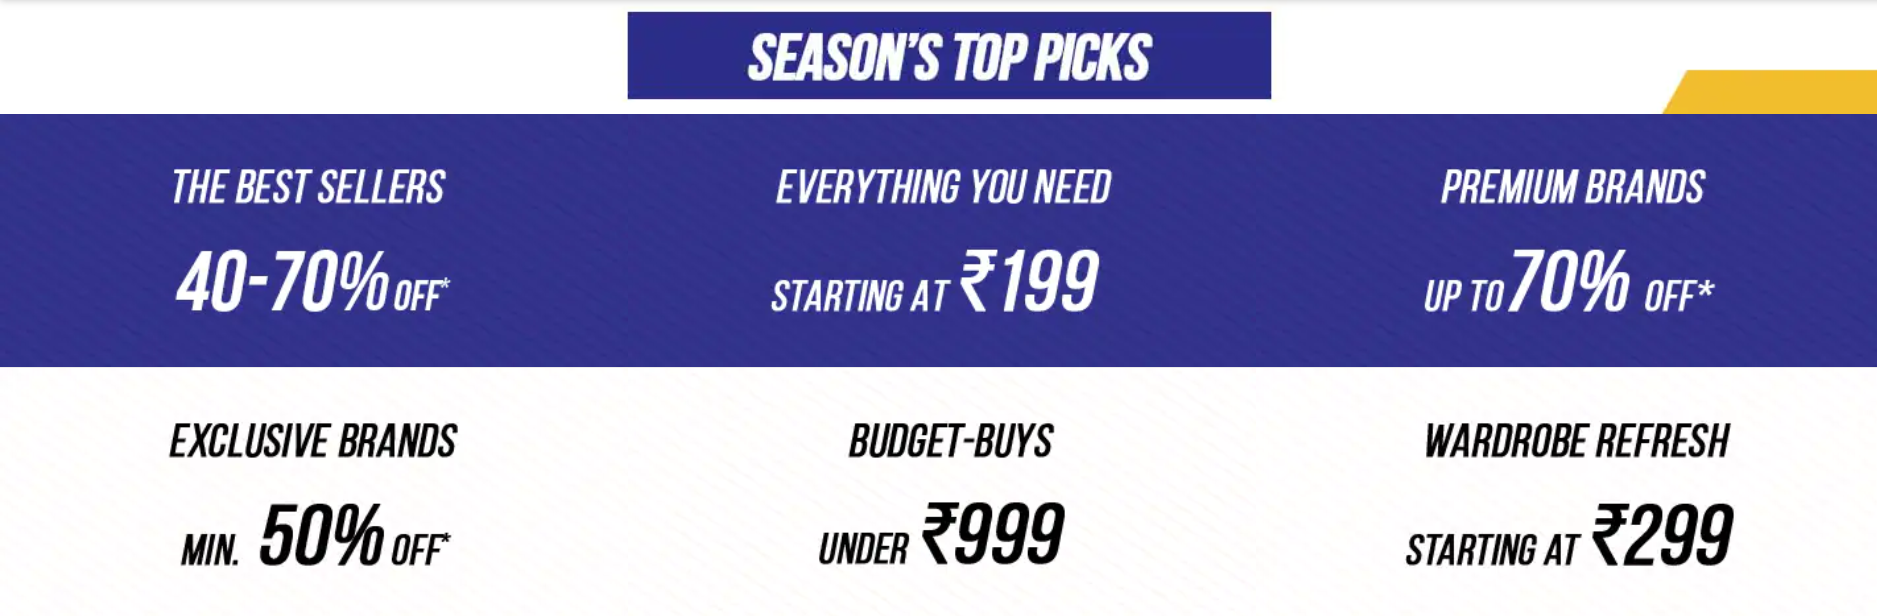 SEASON'S TOP PICKS
THE BEST SELLERS
40-70% OFF*
EVERYTHING YOU NEED
STARTING AT ₹199
PREMIUM BRANDS
UP TO 70% OFF*
EXCLUSIVE BRANDS
MIN. 50% OFF*
BUDGET-BUYS
UNDER ₹999
WARDROBE REFRESH
STARTING AT ₹299